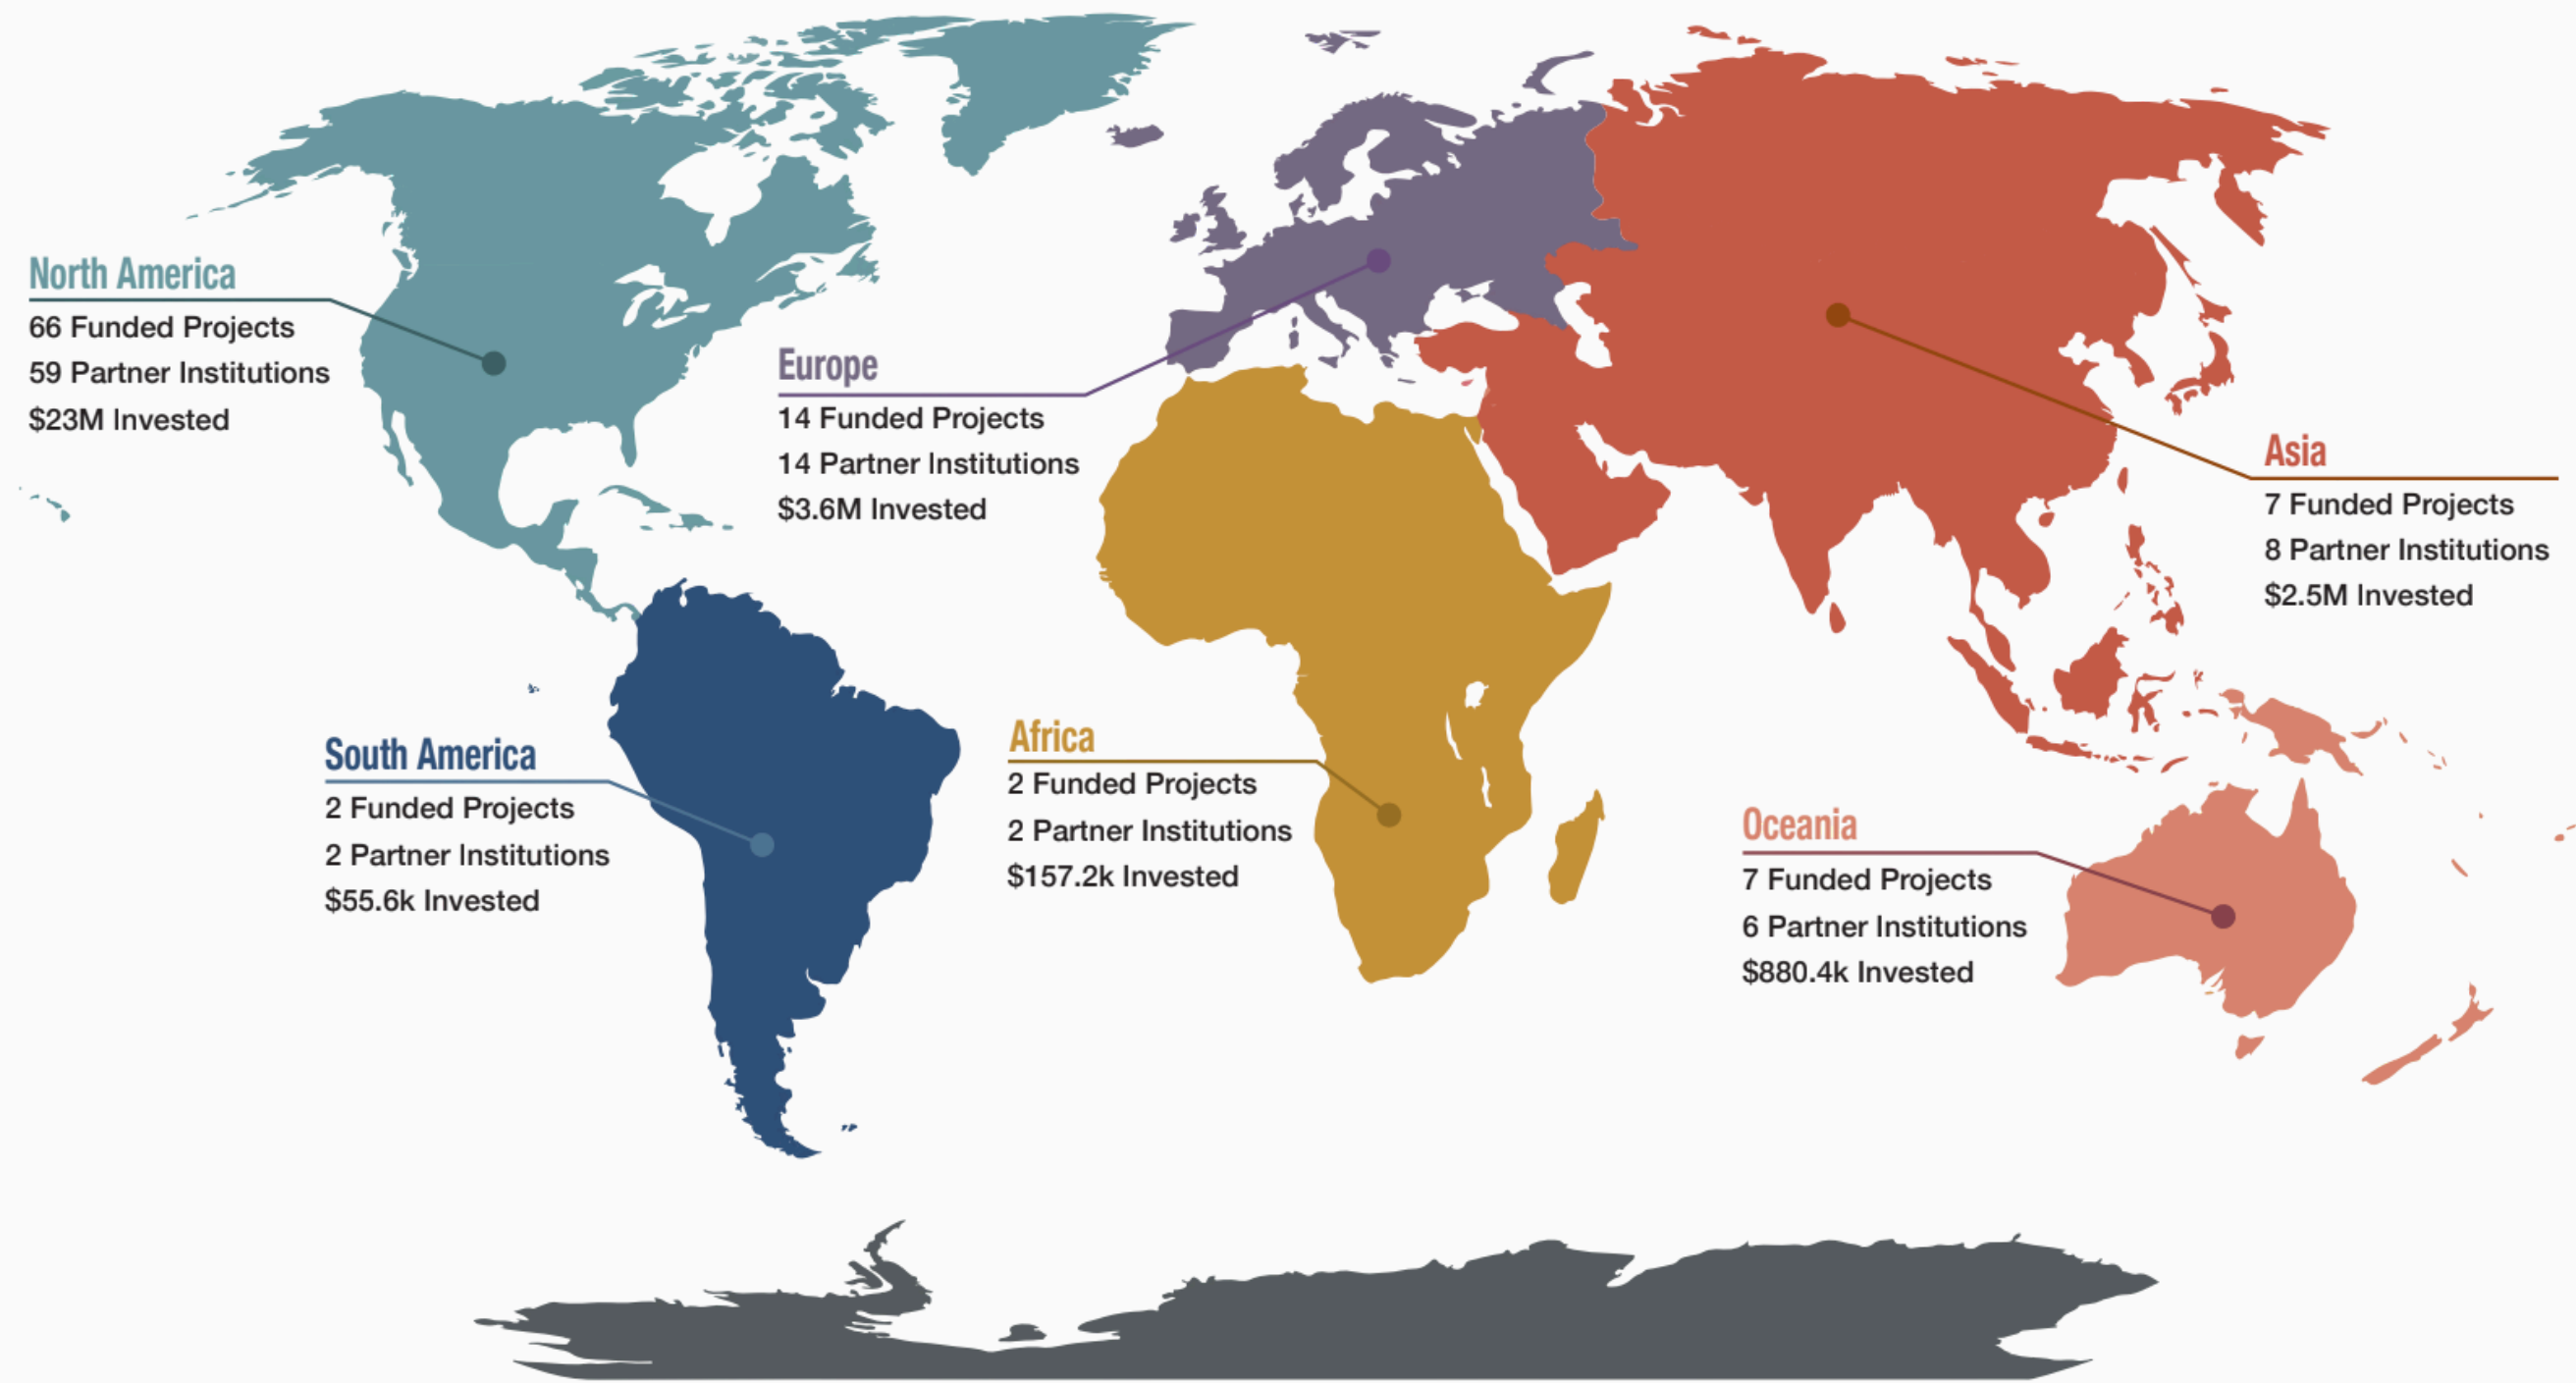 North America
66 Funded Projects
59 Partner Institutions
$23M Invested
Europe
14 Funded Projects
14 Partner Institutions
$3.6M Invested
Asia
7 Funded Projects
8 Partner Institutions
$2.5M Invested
South America
2 Funded Projects
2 Partner Institutions
$55.6k Invested
Africa
2 Funded Projects
2 Partner Institutions
$157.2k Invested
Oceania
7 Funded Projects
6 Partner Institutions
$880.4k Invested